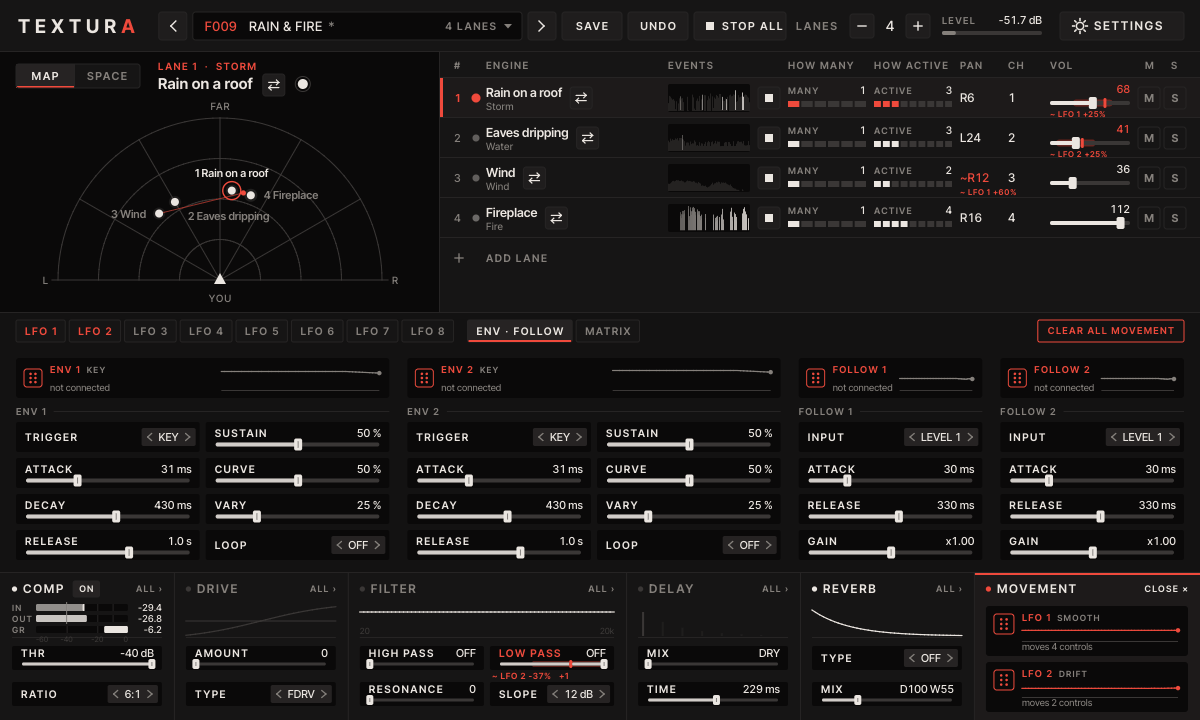 TEXTURA
F009 RAIN & FIRE * 4 LANES
SAVE
UNDO
STOP ALL
LANES
4
LEVEL -51.7 dB
SETTINGS
MAP
SPACE
LANE 1 · STORM
Rain on a roof
FAR
1 Rain on a roof
4 Fireplace
3 Wind
2 Eaves dripping
L
R
YOU
# ENGINE EVENTS HOW MANY HOW ACTIVE PAN CH VOL M S
1 Rain on a roof MANY 1 ACTIVE 3 R6 1 68 M S
Storm
~ LFO 1 +25%
2 Eaves dripping MANY 1 ACTIVE 3 L24 2 41 M S
Water
~ LFO 2 +25%
3 Wind MANY 1 ACTIVE 2 ~R12 3 36 M S
Wind
~ LFO 1 +60%
4 Fireplace MANY 1 ACTIVE 4 R16 4 112 M S
Fire
+ ADD LANE
LFO 1 LFO 2 LFO 3 LFO 4 LFO 5 LFO 6 LFO 7 LFO 8 ENV · FOLLOW MATRIX
CLEAR ALL MOVEMENT
ENV 1 KEY
not connected
ENV 2 KEY
not connected
FOLLOW 1
not connected
FOLLOW 2
not connected
ENV 1
TRIGGER < KEY >
SUSTAIN 50 %
ATTACK 31 ms
CURVE 50 %
DECAY 430 ms
VARY 25 %
RELEASE 1.0 s
LOOP < OFF >
ENV 2
TRIGGER < KEY >
SUSTAIN 50 %
ATTACK 31 ms
CURVE 50 %
DECAY 430 ms
VARY 25 %
RELEASE 1.0 s
LOOP < OFF >
FOLLOW 1
INPUT < LEVEL 1 >
ATTACK 30 ms
RELEASE 330 ms
GAIN x1.00
FOLLOW 2
INPUT < LEVEL 1 >
ATTACK 30 ms
RELEASE 330 ms
GAIN x1.00
COMP ON ALL ›
IN -29.4
OUT -26.8
GR -6.2
-60 -40 -20 0
THR -40 dB
RATIO < 6:1 >
DRIVE ALL ›
AMOUNT 0
TYPE < FDRV >
FILTER ALL ›
20 20k
HIGH PASS OFF
LOW PASS OFF
~ LFO 2 -37% +1
RESONANCE 0
SLOPE < 12 dB >
DELAY ALL ›
MIX DRY
TIME 229 ms
REVERB ALL ›
TYPE < OFF >
MIX D100 W55
MOVEMENT CLOSE ×
LFO 1 SMOOTH
moves 4 controls
LFO 2 DRIFT
moves 2 controls